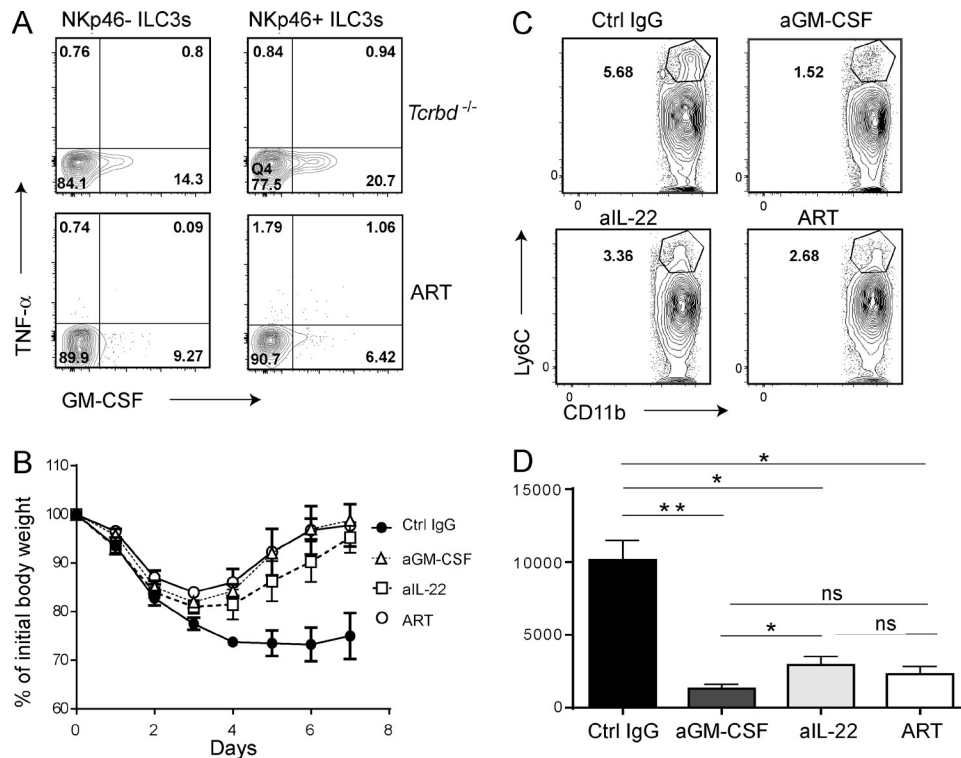 A
NKp46- ILC3s
NKp46+ ILC3s
0.76
0.8
84.1
14.3
0.84
0.94
Q4
77.5
20.7
Tcrbd -/-
0.74
0.09
89.9
9.27
1.79
1.06
90.7
6.42
ART
TNF-α
GM-CSF
C
Ctrl IgG
aGM-CSF
5.68
0
0
1.52
0
0
aIL-22
ART
3.36
0
0
2.68
0
0
Ly6C
CD11b
B
% of initial body weight
110
100
90
80
70
60
0
2
4
6
8
Days
Ctrl IgG
aGM-CSF
aIL-22
ART
D
15000
10000
5000
0
*
*
* *
ns
*
ns
Ctrl IgG
aGM-CSF
aIL-22
ART